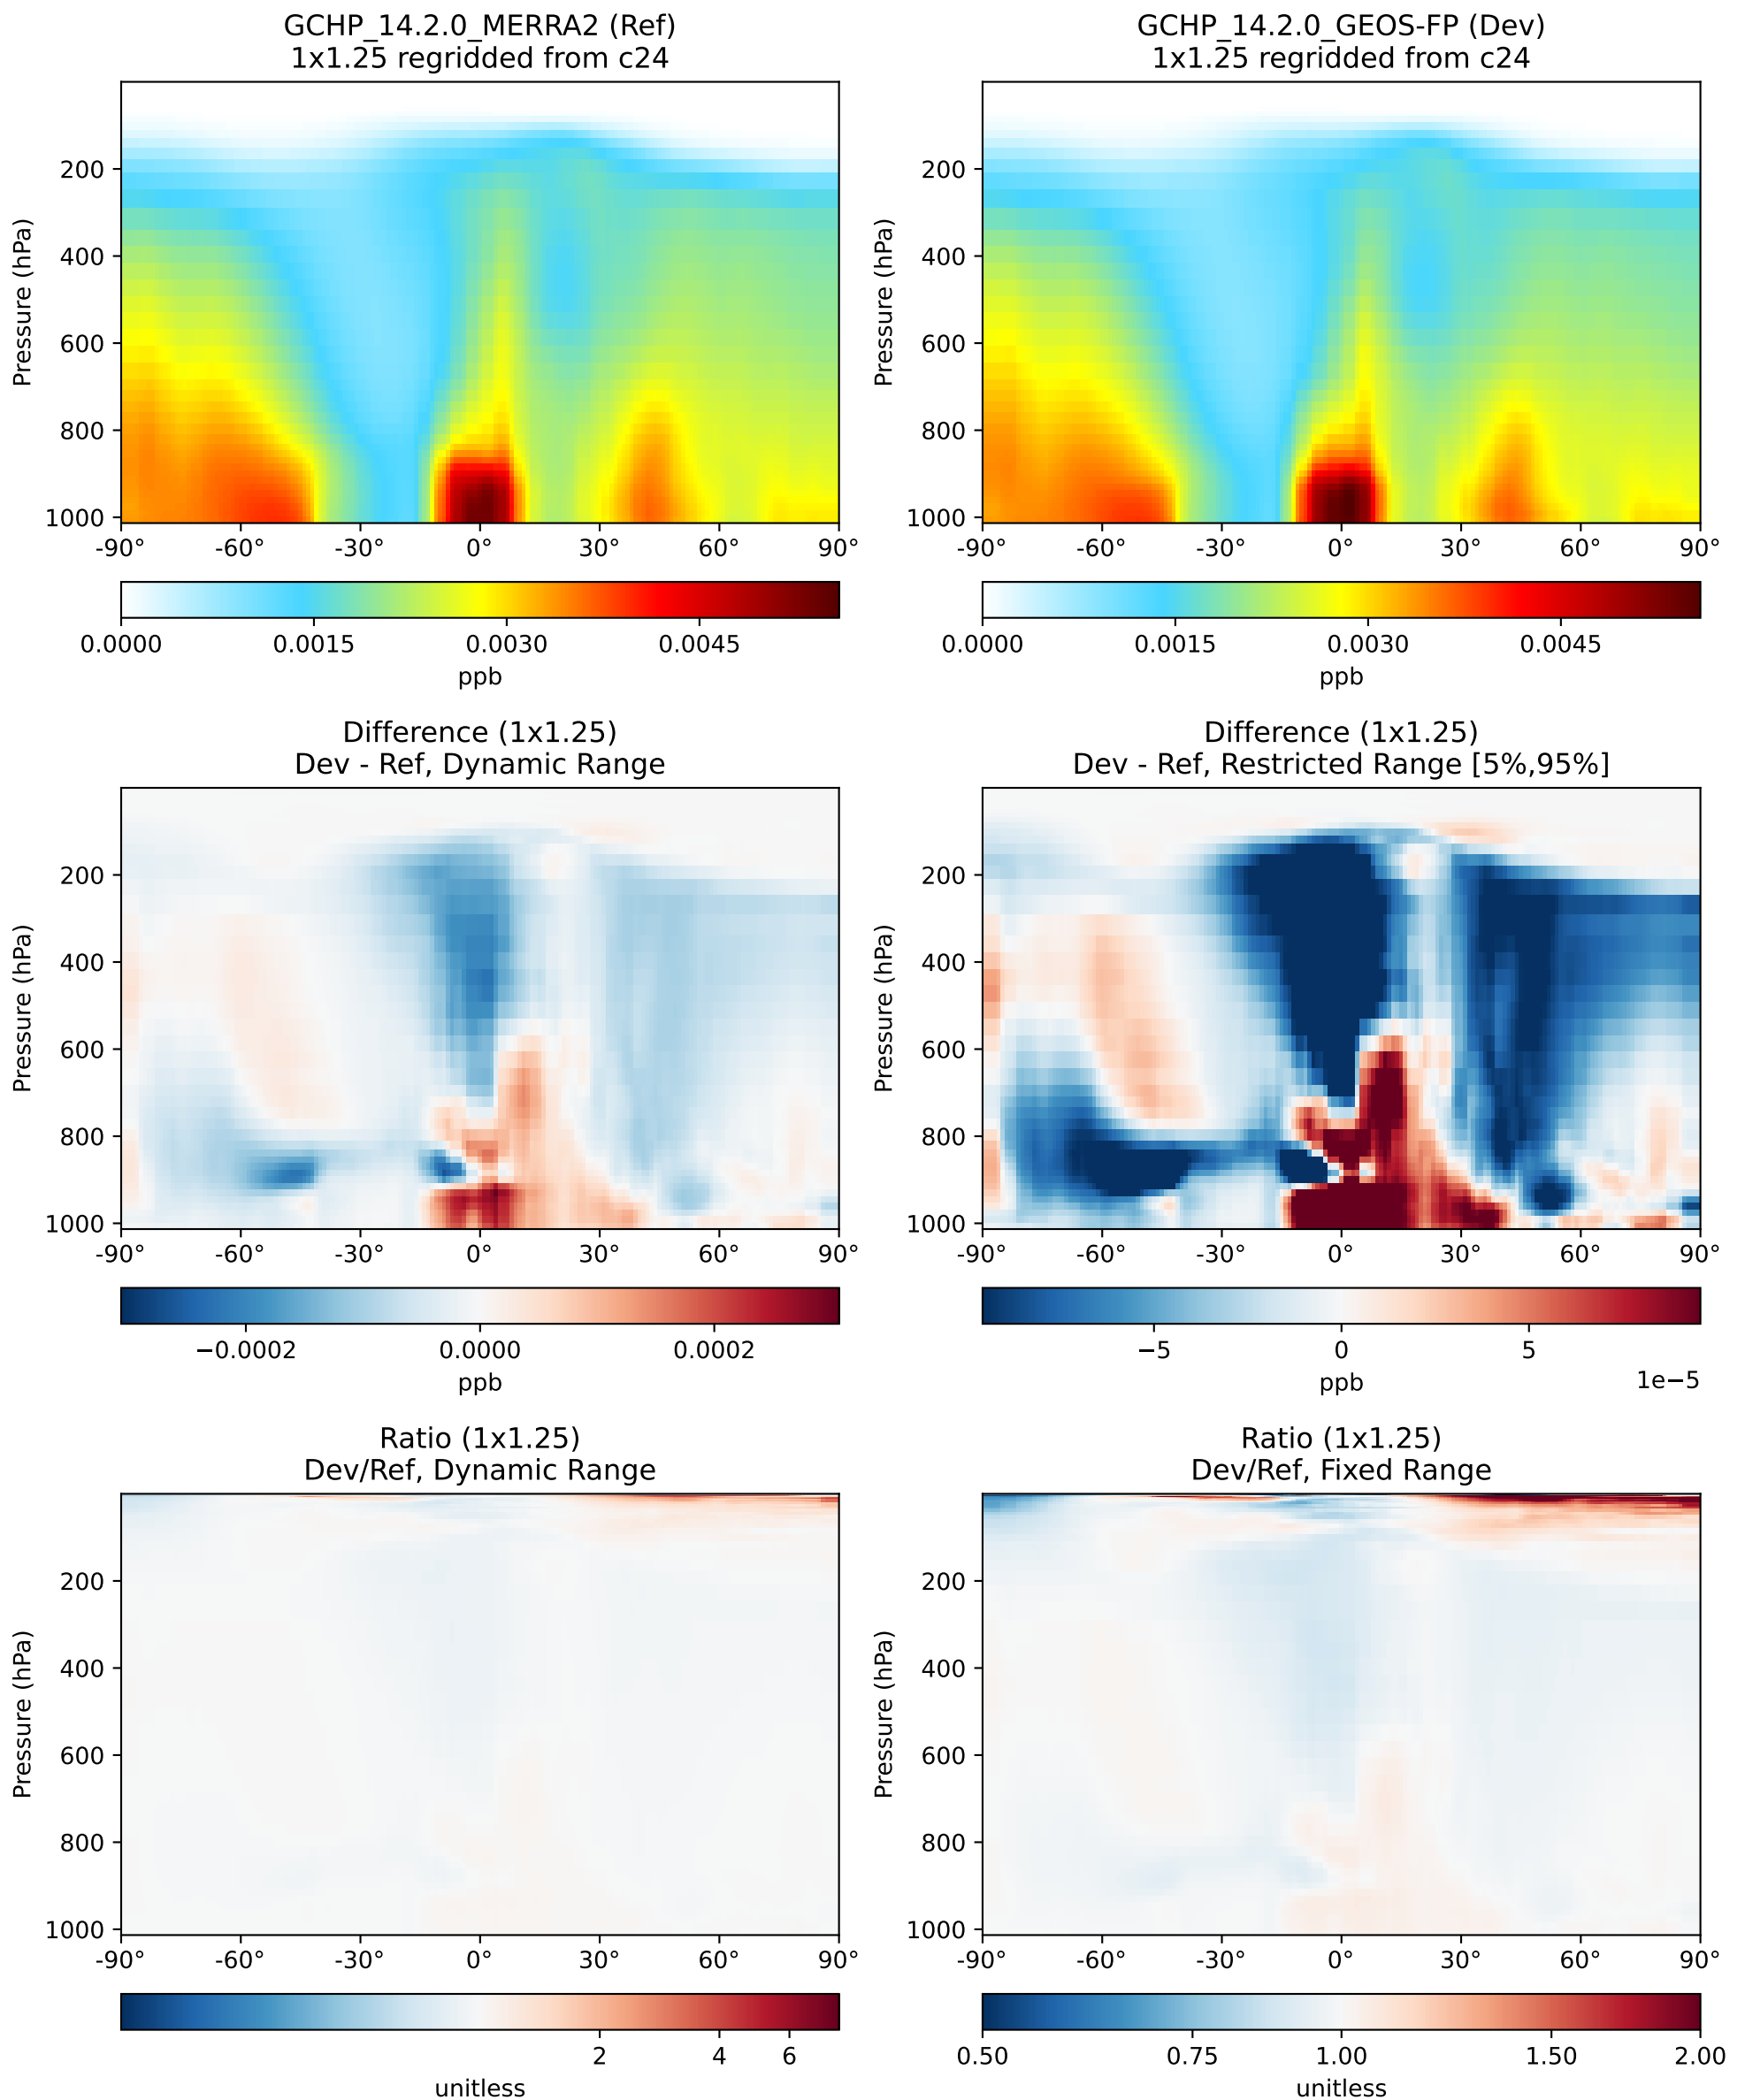 GCHP_14.2.0_MERRA2 (Ref)
1x1.25 regridded from c24
Pressure (hPa)
200
400
600
800
1000
-90° -60° -30° 0° 30° 60° 90°
0.0000 0.0015 0.0030 0.0045
ppb
GCHP_14.2.0_GEOS-FP (Dev)
1x1.25 regridded from c24
Pressure (hPa)
200
400
600
800
1000
-90° -60° -30° 0° 30° 60° 90°
0.0000 0.0015 0.0030 0.0045
ppb
Difference (1x1.25)
Dev - Ref, Dynamic Range
Pressure (hPa)
200
400
600
800
1000
-90° -60° -30° 0° 30° 60° 90°
−0.0002 0.0000 0.0002
ppb
Difference (1x1.25)
Dev - Ref, Restricted Range [5%,95%]
Pressure (hPa)
200
400
600
800
1000
-90° -60° -30° 0° 30° 60° 90°
−5 0 5
ppb
1e−5
Ratio (1x1.25)
Dev/Ref, Dynamic Range
Pressure (hPa)
200
400
600
800
1000
-90° -60° -30° 0° 30° 60° 90°
2 4 6
unitless
Ratio (1x1.25)
Dev/Ref, Fixed Range
Pressure (hPa)
200
400
600
800
1000
-90° -60° -30° 0° 30° 60° 90°
0.50 0.75 1.00 1.50 2.00
unitless